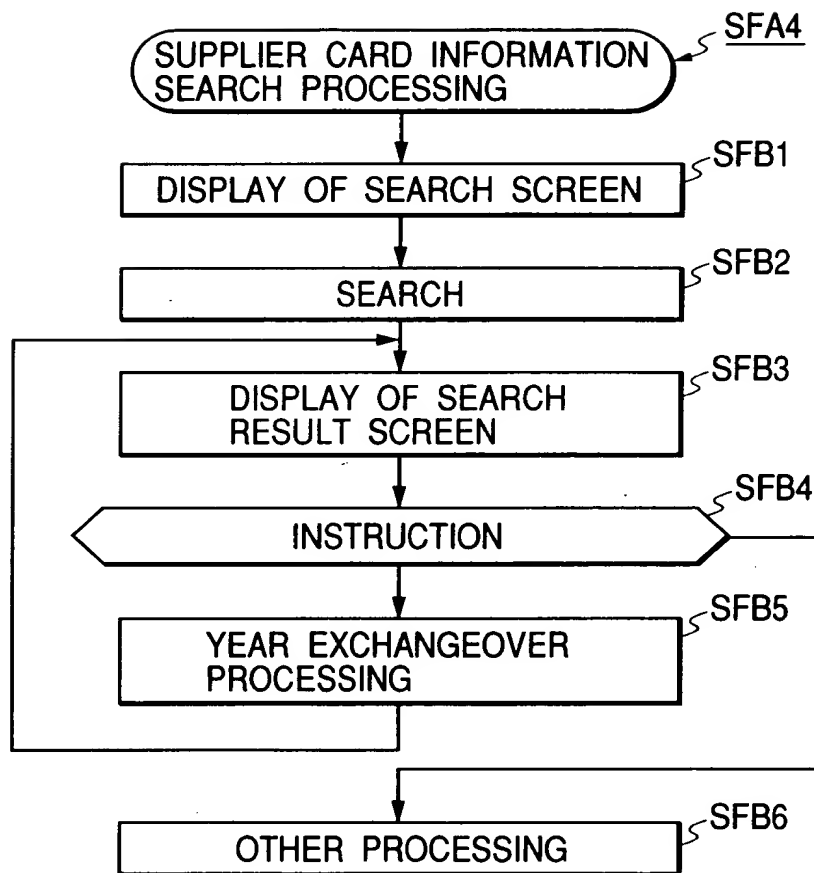 SFA4
SUPPLIER CARD INFORMATION
SEARCH PROCESSING
SFB1
DISPLAY OF SEARCH SCREEN
SFB2
SEARCH
SFB3
DISPLAY OF SEARCH
RESULT SCREEN
SFB4
INSTRUCTION
SFB5
YEAR EXCHANGEOVER
PROCESSING
SFB6
OTHER PROCESSING